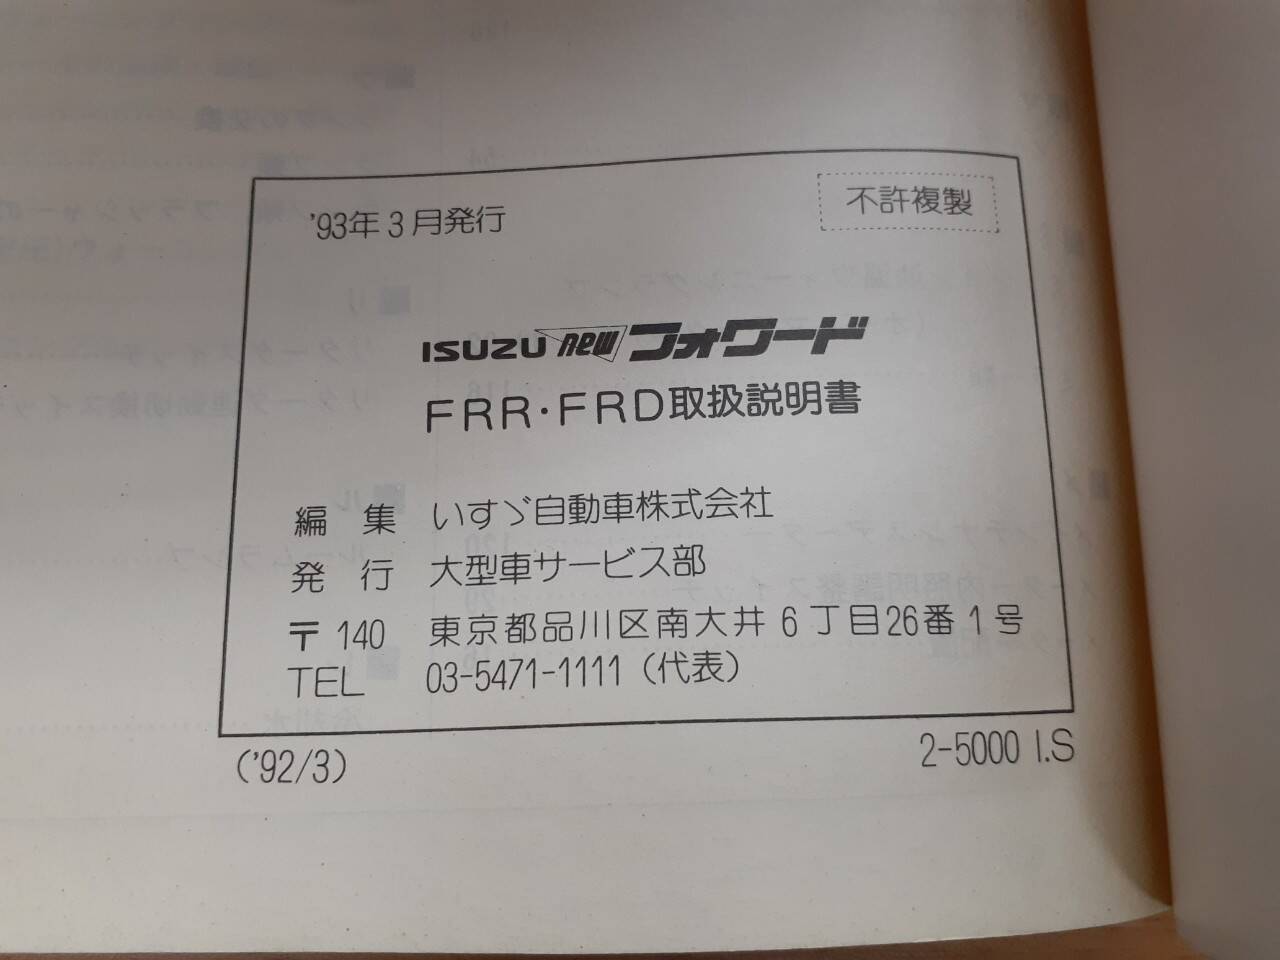 '93年3月発行
不許複製
ISUZU new フォワード
FRR・FRD取扱説明書
編 集 いすゞ自動車株式会社
発 行 大型車サービス部
〒140 東京都品川区南大井6丁目26番1号
TEL 03-5471-1111（代表）
('92/3)
2-5000 I.S